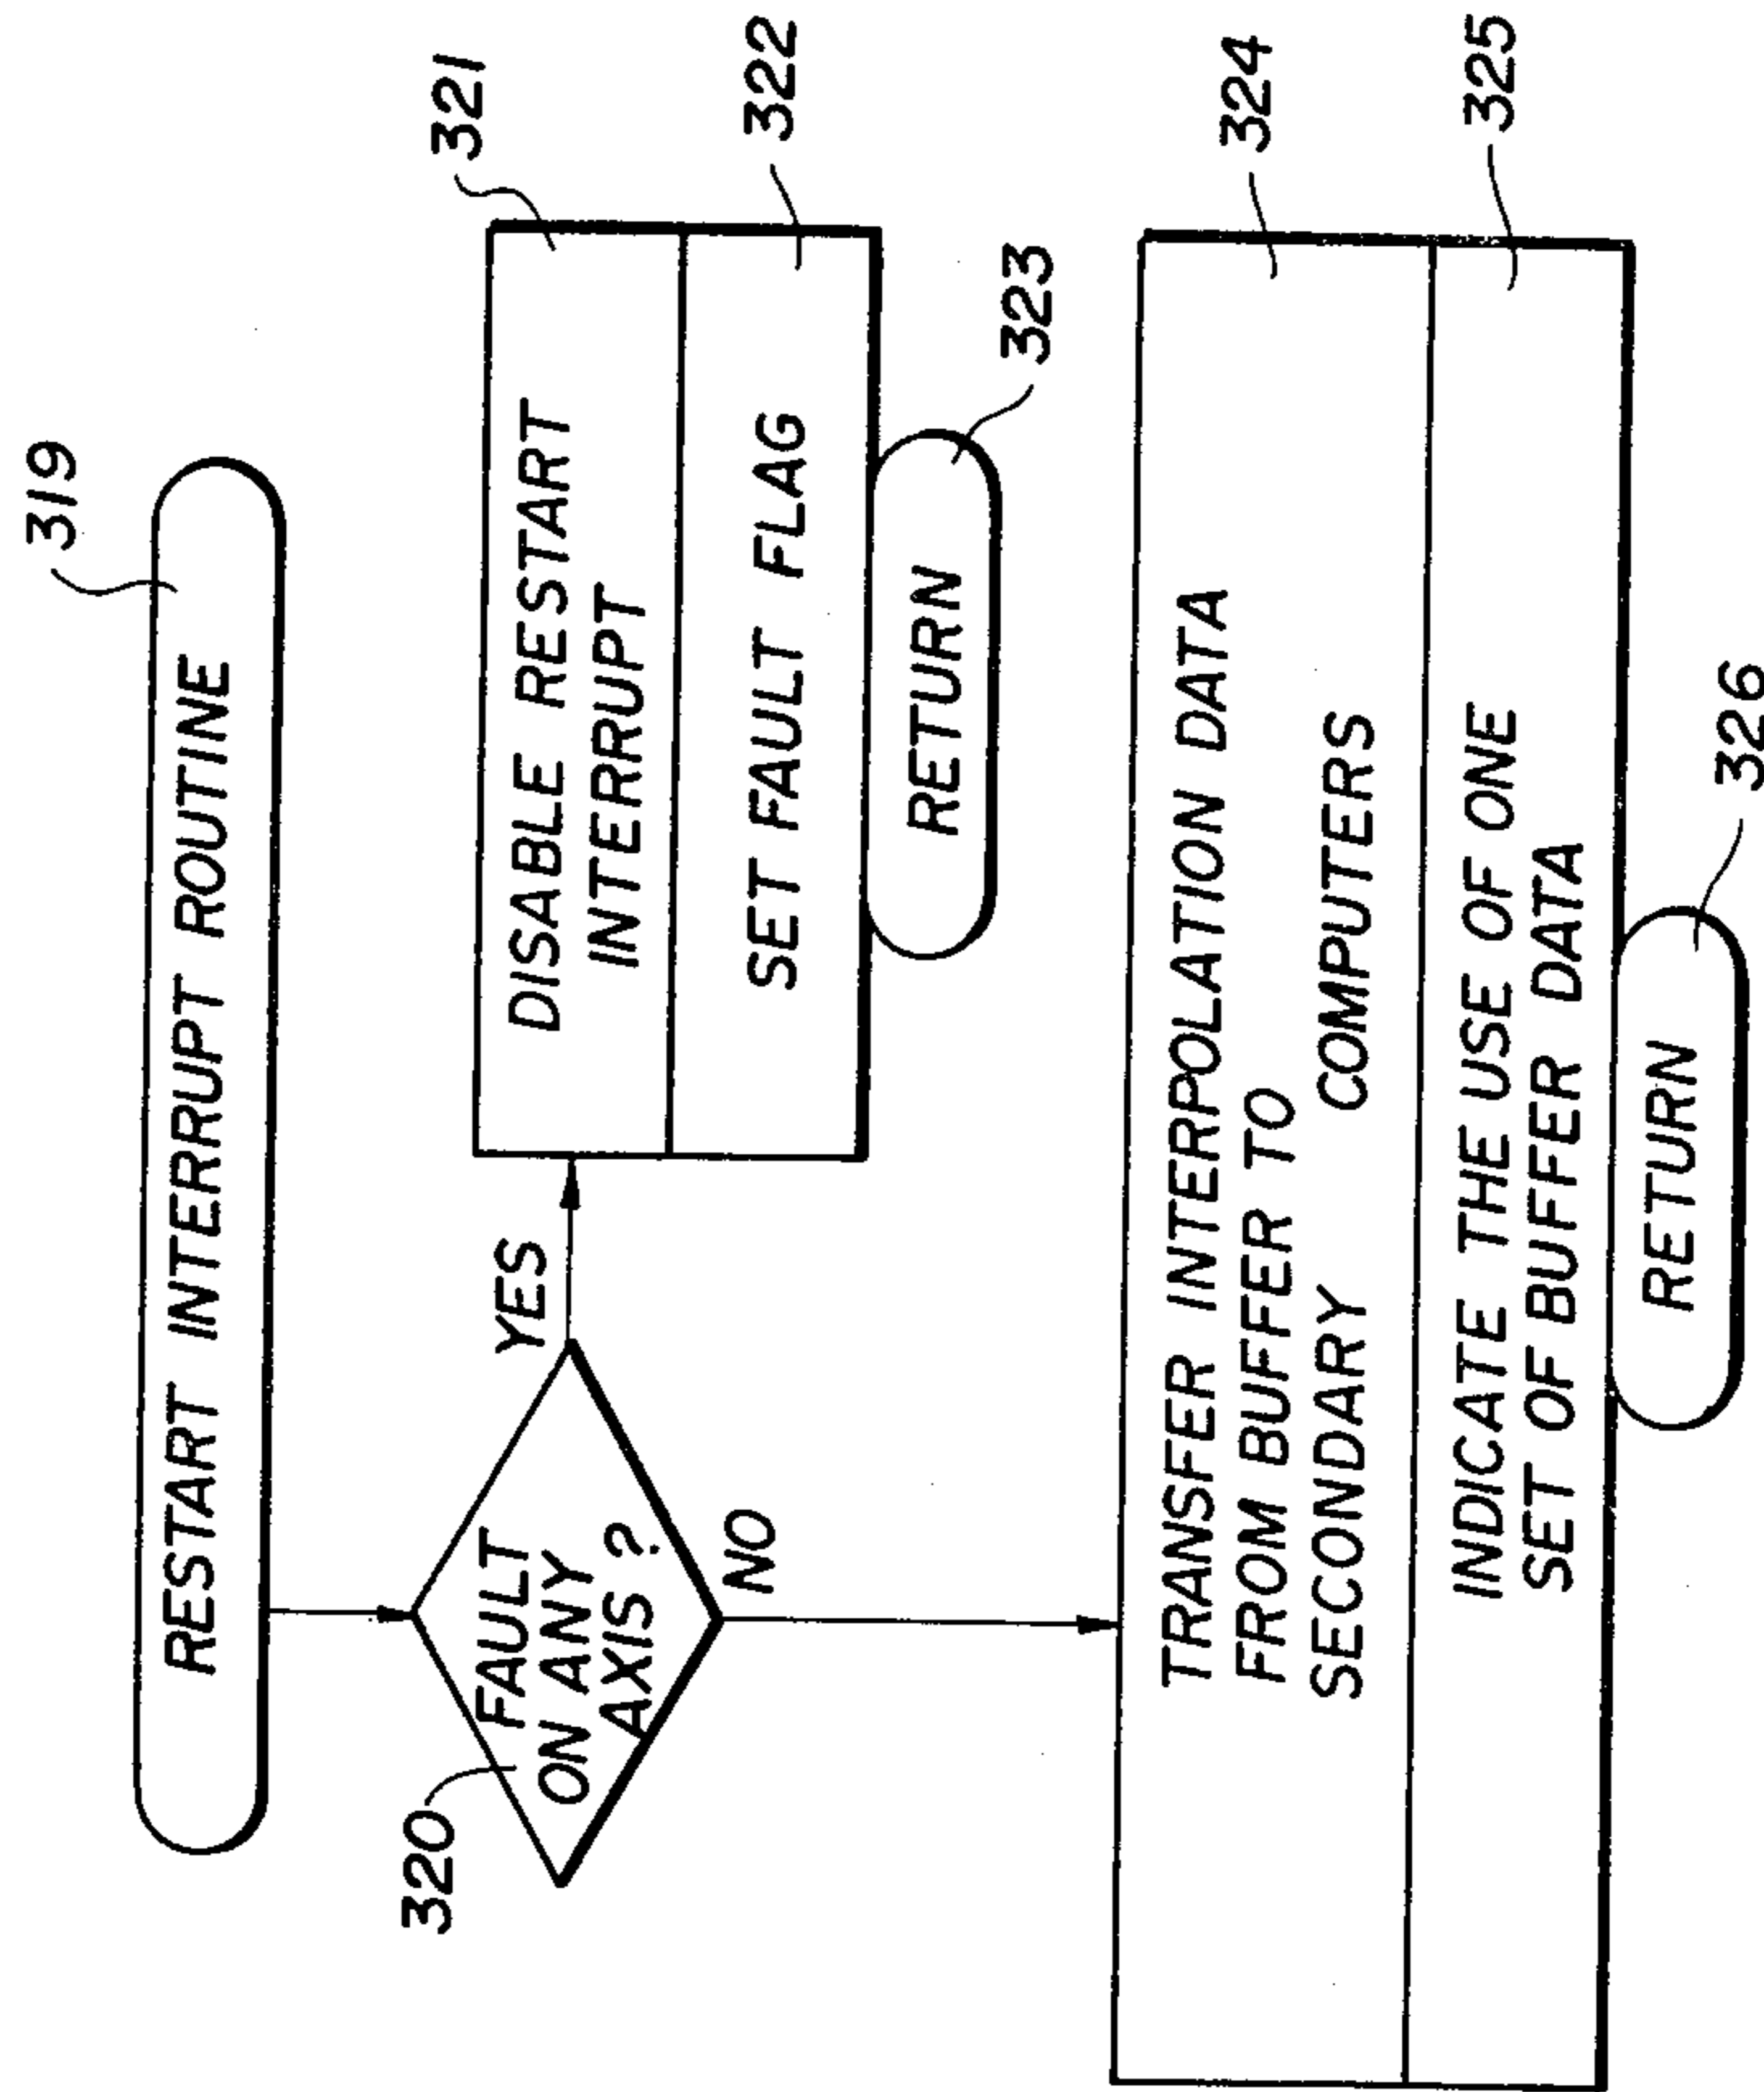 319
RESTART INTERRUPT ROUTINE
320
FAULT
ON ANY
AXIS ?
YES
NO
321
DISABLE RESTART
INTERRUPT
322
SET FAULT FLAG
323
RETURN
324
TRANSFER INTERPOLATION DATA
FROM BUFFER TO
SECONDARY COMPUTERS
325
INDICATE THE USE OF ONE
SET OF BUFFER DATA
326
RETURN